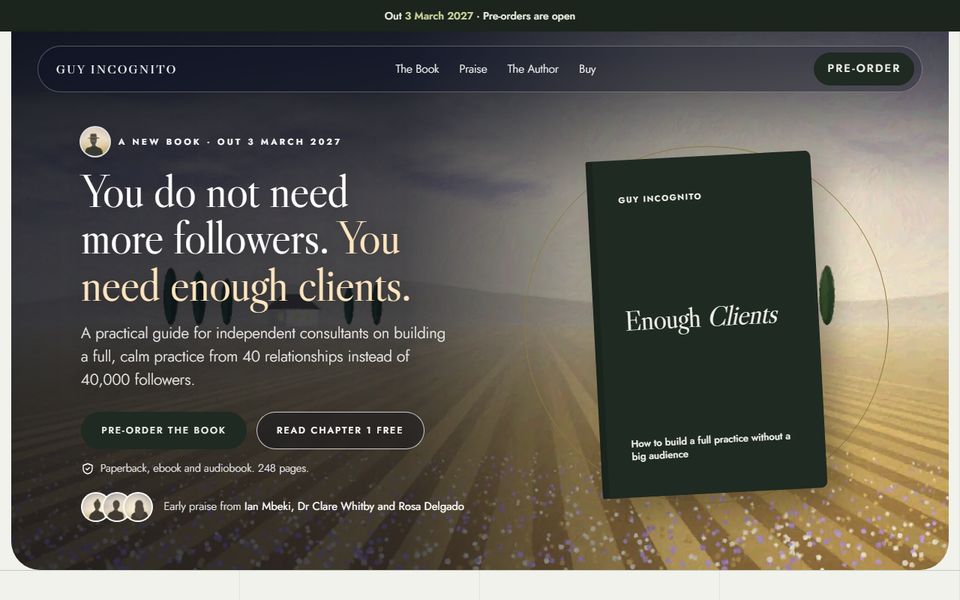 Out 3 March 2027 · Pre-orders are open
GUY INCOGNITO
The Book
Praise
The Author
Buy
PRE-ORDER
A NEW BOOK · OUT 3 MARCH 2027
You do not need
more followers. You
need enough clients.
A practical guide for independent consultants on building
a full, calm practice from 40 relationships instead of
40,000 followers.
PRE-ORDER THE BOOK
READ CHAPTER 1 FREE
Paperback, ebook and audiobook. 248 pages.
Early praise from Ian Mbeki, Dr Clare Whitby and Rosa Delgado
GUY INCOGNITO
Enough Clients
How to build a full practice without a
big audience